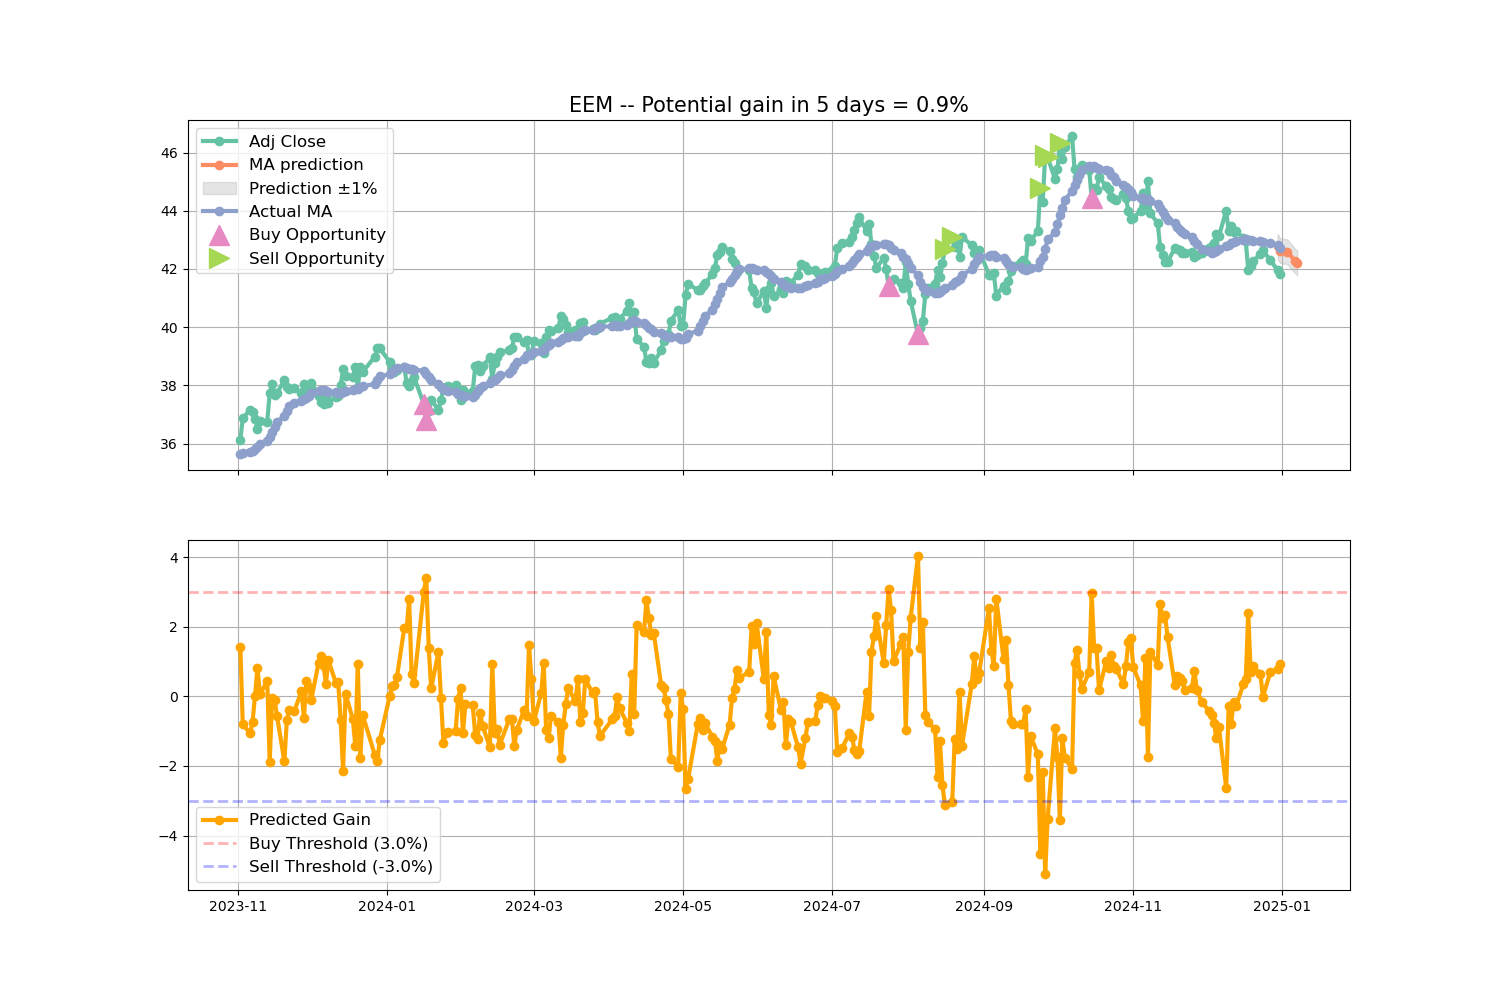 EEM -- Potential gain in 5 days = 0.9%
Adj Close
MA prediction
Prediction ±1%
Actual MA
Buy Opportunity
Sell Opportunity
46
44
42
40
38
36
4
2
0
−2
−4
Predicted Gain
Buy Threshold (3.0%)
Sell Threshold (-3.0%)
2023-11
2024-01
2024-03
2024-05
2024-07
2024-09
2024-11
2025-01